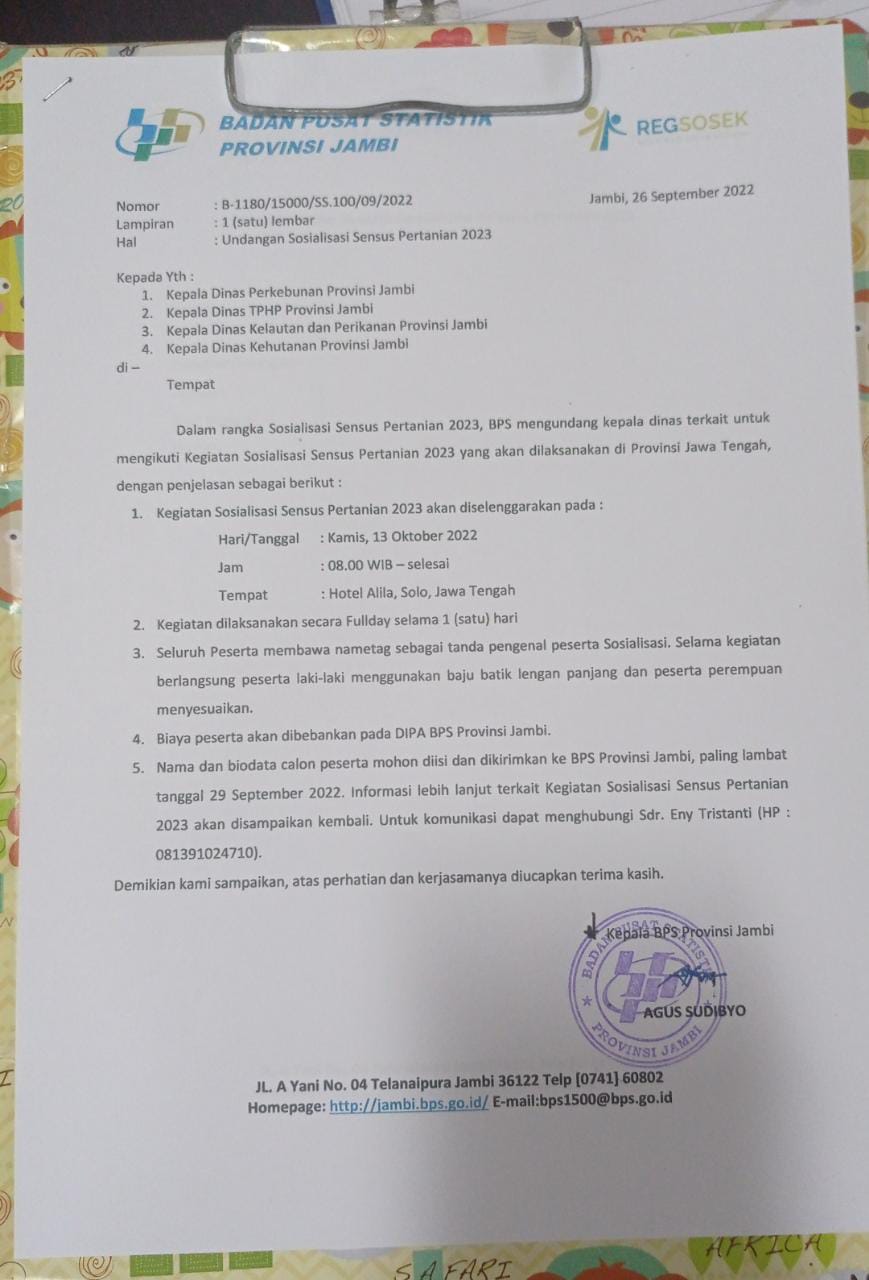 BADAN PUSAT STATISTIK
PROVINSI JAMBI
REGSOSEK
Nomor : B-1180/15000/SS.100/09/2022
Jambi, 26 September 2022
Lampiran : 1 (satu) lembar
Hal : Undangan Sosialisasi Sensus Pertanian 2023
Kepada Yth :
1. Kepala Dinas Perkebunan Provinsi Jambi
2. Kepala Dinas TPHP Provinsi Jambi
3. Kepala Dinas Kelautan dan Perikanan Provinsi Jambi
4. Kepala Dinas Kehutanan Provinsi Jambi
di –
Tempat
Dalam rangka Sosialisasi Sensus Pertanian 2023, BPS mengundang kepala dinas terkait untuk
mengikuti Kegiatan Sosialisasi Sensus Pertanian 2023 yang akan dilaksanakan di Provinsi Jawa Tengah,
dengan penjelasan sebagai berikut :
1. Kegiatan Sosialisasi Sensus Pertanian 2023 akan diselenggarakan pada :
Hari/Tanggal : Kamis, 13 Oktober 2022
Jam : 08.00 WIB – selesai
Tempat : Hotel Alila, Solo, Jawa Tengah
2. Kegiatan dilaksanakan secara Fullday selama 1 (satu) hari
3. Seluruh Peserta membawa nametag sebagai tanda pengenal peserta Sosialisasi. Selama kegiatan
berlangsung peserta laki-laki menggunakan baju batik lengan panjang dan peserta perempuan
menyesuaikan.
4. Biaya peserta akan dibebankan pada DIPA BPS Provinsi Jambi.
5. Nama dan biodata calon peserta mohon diisi dan dikirimkan ke BPS Provinsi Jambi, paling lambat
tanggal 29 September 2022. Informasi lebih lanjut terkait Kegiatan Sosialisasi Sensus Pertanian
2023 akan disampaikan kembali. Untuk komunikasi dapat menghubungi Sdr. Eny Tristanti (HP :
081391024710).
Demikian kami sampaikan, atas perhatian dan kerjasamanya diucapkan terima kasih.
Kepala BPS Provinsi Jambi
BADAN PUSAT STATISTIK
PROVINSI JAMBI
AGUS SUDIBYO
JL. A Yani No. 04 Telanaipura Jambi 36122 Telp [0741] 60802
Homepage: http://jambi.bps.go.id/ E-mail:bps1500@bps.go.id
AFRICA
SAFARI